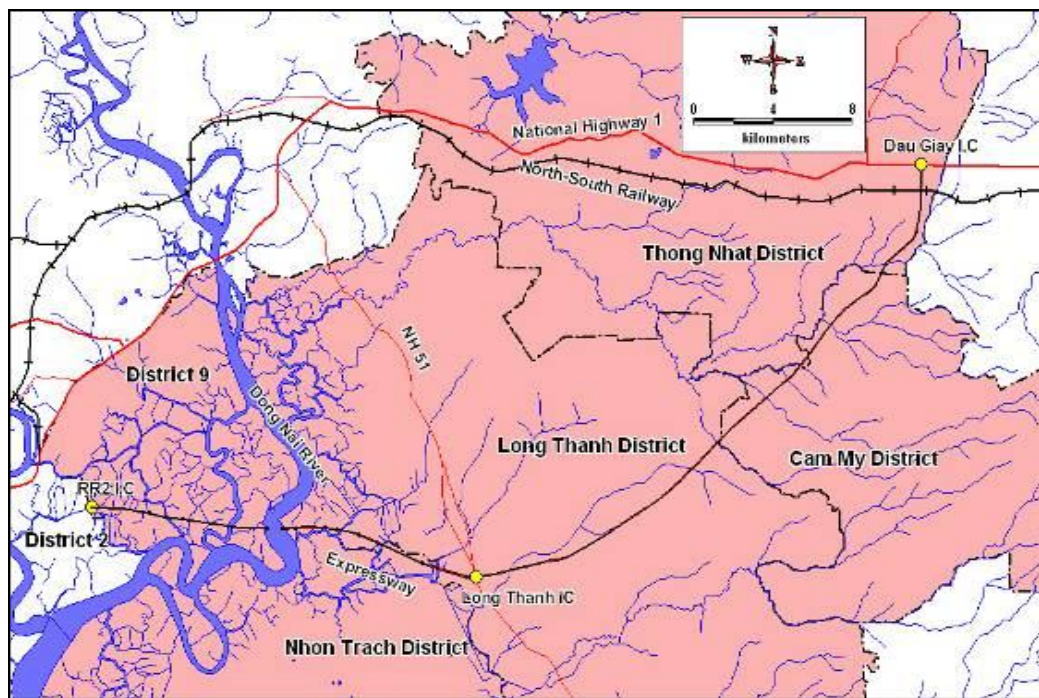 N
W E
S
0 4 8
kilometers
National Highway 1
Dau Giay I.C
North-South Railway
Thong Nhat District
NH 51
District 9
Dong Nai River
Long Thanh District
Cam My District
RR2 I.C
District 2
Expressway
Long Thanh IC
Nhon Trach District